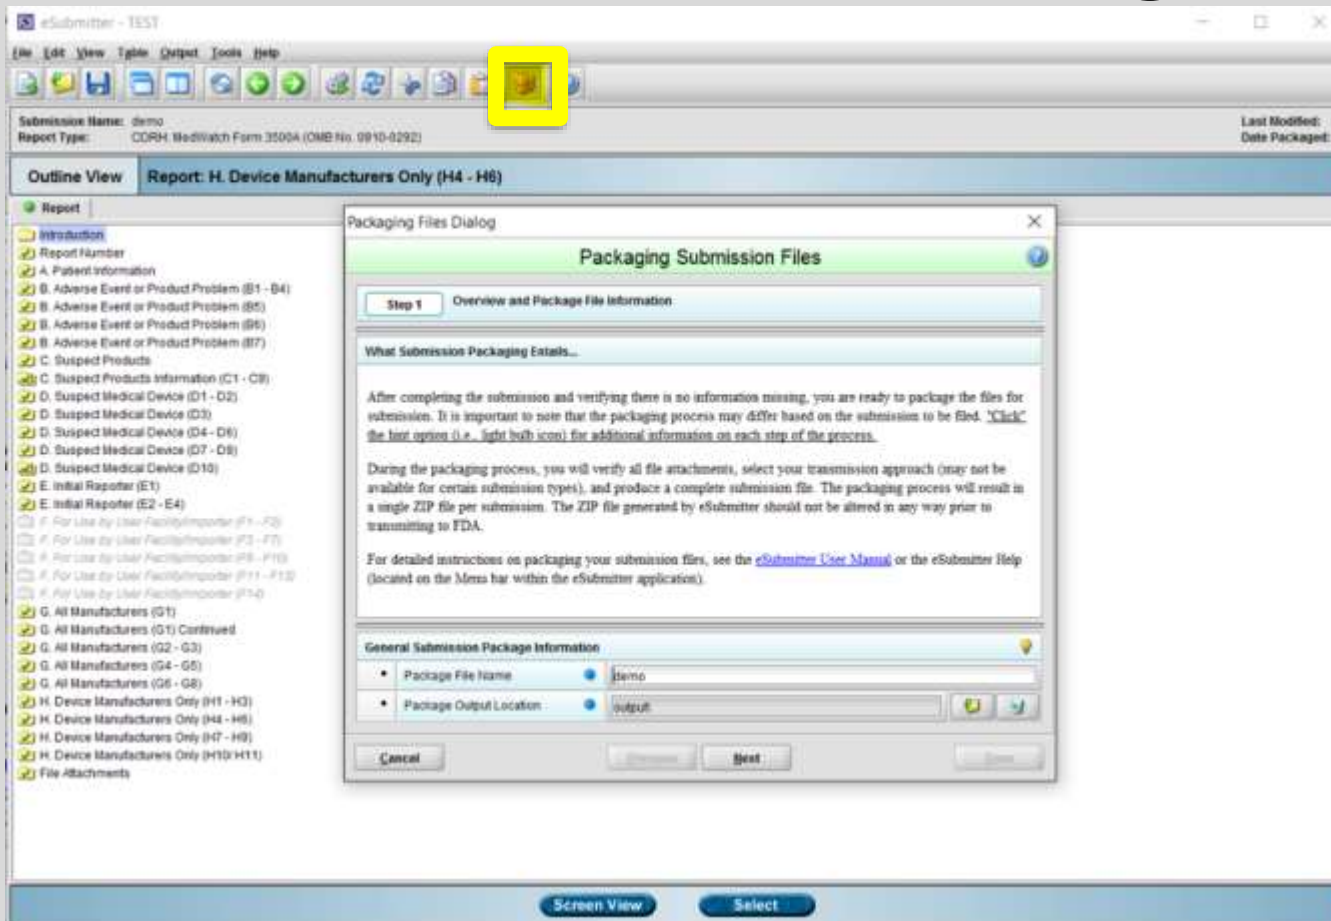 eSubmitter - TEST
File Edit View Table Output Tools Help
Submission Name: demo
Last Modified:
Report Type: CDRH: MedWatch Form 3500A (OMB No. 0910-0292)
Date Packaged:
Outline View
Report: H. Device Manufacturers Only (H4 - H6)
Report
Introduction
Report Number
A. Patient Information
B. Adverse Event or Product Problem (B1 - B4)
B. Adverse Event or Product Problem (B5)
B. Adverse Event or Product Problem (B6)
B. Adverse Event or Product Problem (B7)
C. Suspect Products
C. Suspect Products Information (C1 - C8)
D. Suspect Medical Device (D1 - D2)
D. Suspect Medical Device (D3)
D. Suspect Medical Device (D4 - D6)
D. Suspect Medical Device (D7 - D9)
D. Suspect Medical Device (D10)
E. Initial Reporter (E1)
E. Initial Reporter (E2 - E4)
F. For Use by User Facility/Importer (F1 - F2)
F. For Use by User Facility/Importer (F3 - F7)
F. For Use by User Facility/Importer (F8 - F10)
F. For Use by User Facility/Importer (F11 - F13)
F. For Use by User Facility/Importer (F14)
G. All Manufacturers (G1)
G. All Manufacturers (G1) Continued
G. All Manufacturers (G2 - G3)
G. All Manufacturers (G4 - G5)
G. All Manufacturers (G6 - G8)
H. Device Manufacturers Only (H1 - H3)
H. Device Manufacturers Only (H4 - H6)
H. Device Manufacturers Only (H7 - H9)
H. Device Manufacturers Only (H10/ H11)
File Attachments
Packaging Files Dialog
Packaging Submission Files
Step 1
Overview and Package File Information
What Submission Packaging Entails...
After completing the submission and verifying there is no information missing, you are ready to package the files for
submission. It is important to note that the packaging process may differ based on the submission to be filed. "Click"
the hint option (i.e., light bulb icon) for additional information on each step of the process.
During the packaging process, you will verify all file attachments, select your transmission approach (may not be
available for certain submission types), and produce a complete submission file. The packaging process will result in
a single ZIP file per submission. The ZIP file generated by eSubmitter should not be altered in any way prior to
transmitting to FDA.
For detailed instructions on packaging your submission files, see the eSubmitter User Manual or the eSubmitter Help
(located on the Menu bar within the eSubmitter application).
General Submission Package Information
Package File Name
demo
Package Output Location
output\
Cancel
Previous
Next
Screen View
Select